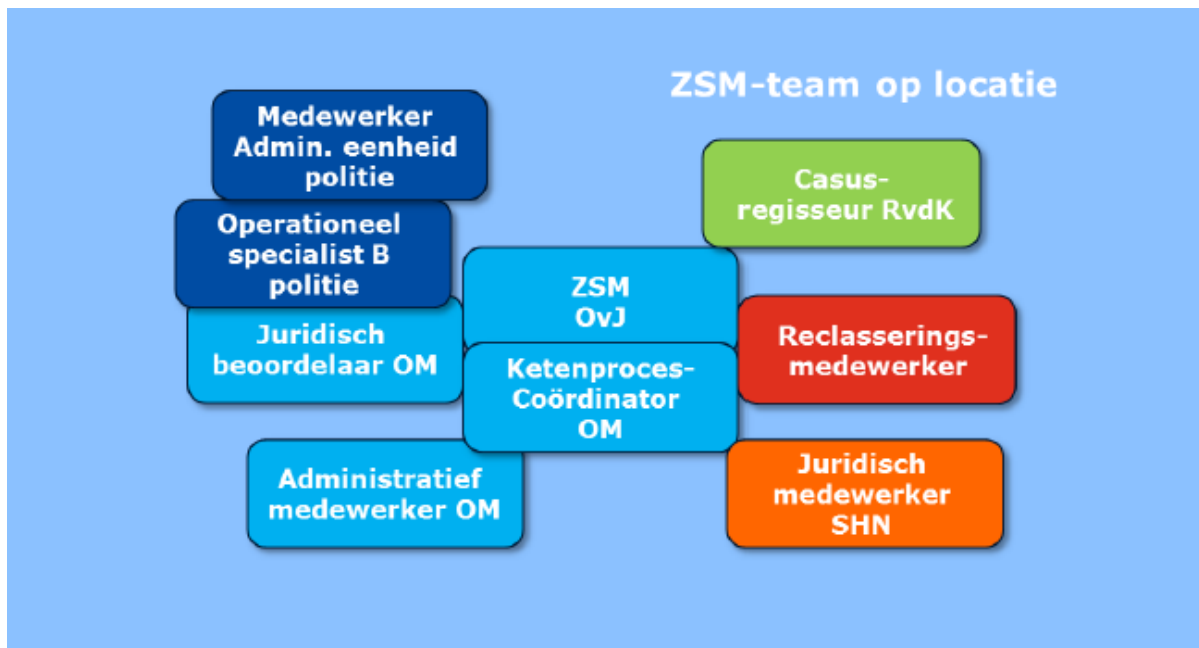 ZSM-team op locatie
Medewerker
Admin. eenheid
politie
Operationeel
specialist B
politie
Juridisch
beoordelaar OM
Administratief
medewerker OM
ZSM
OvJ
Ketenproces-
Coördinator
OM
Casus-
regisseur RvdK
Reclasserings-
medewerker
Juridisch
medewerker
SHN